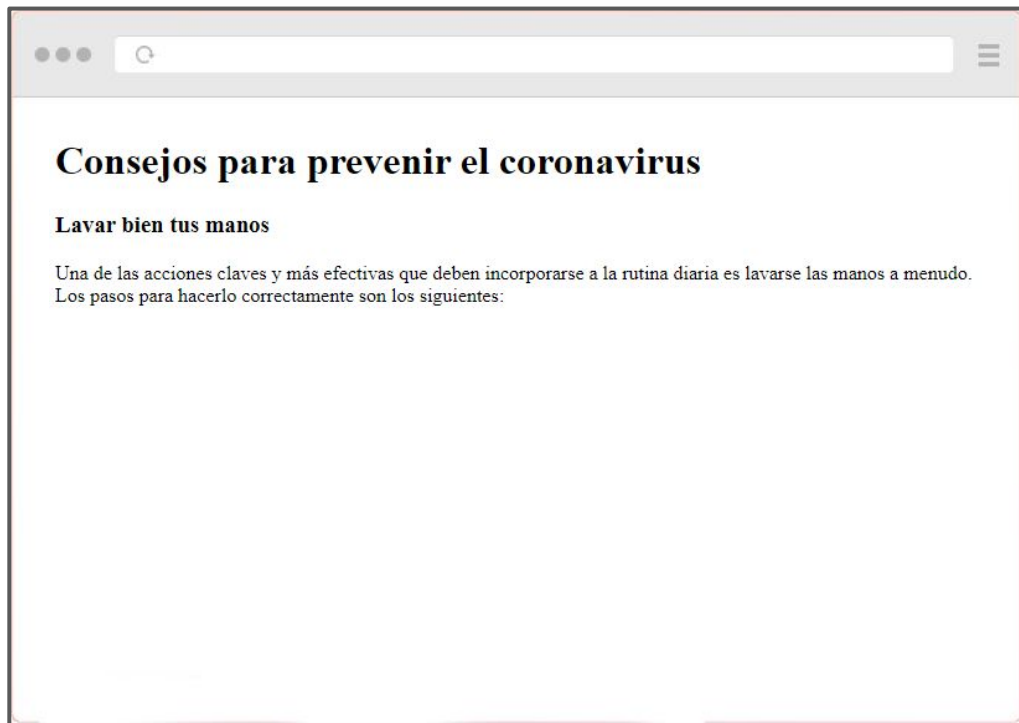 Consejos para prevenir el coronavirus
Lavar bien tus manos
Una de las acciones claves y más efectivas que deben incorporarse a la rutina diaria es lavarse las manos a menudo.
Los pasos para hacerlo correctamente son los siguientes: